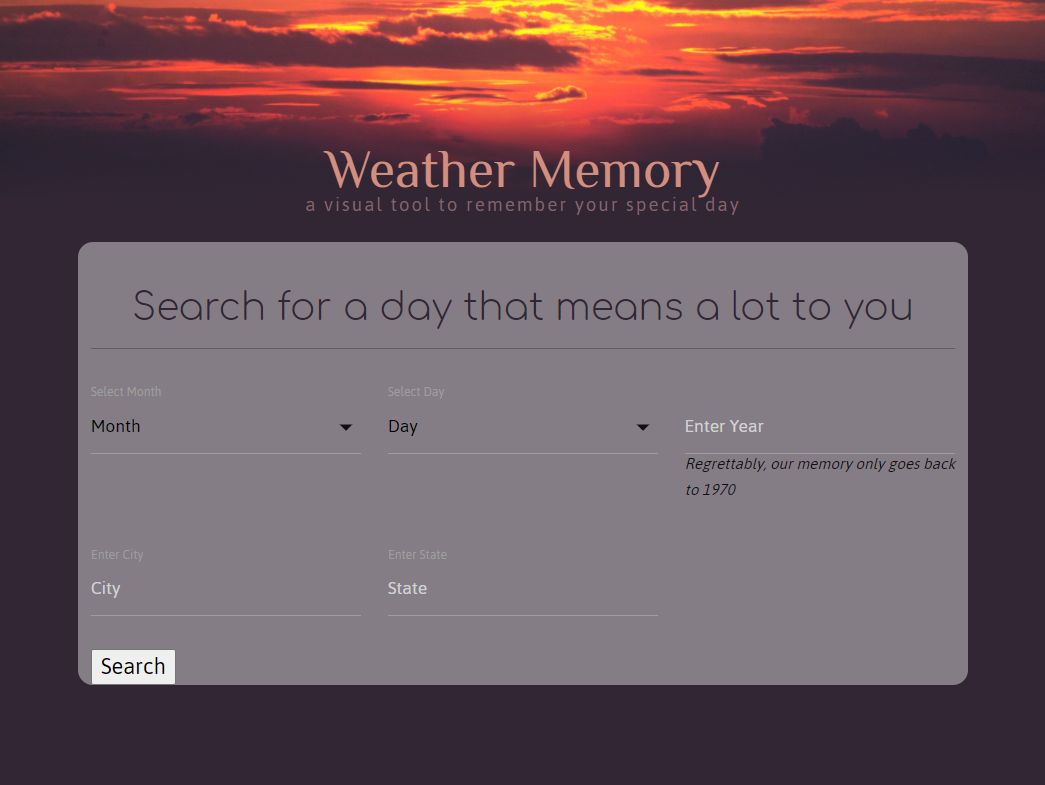 Weather Memory
a visual tool to remember your special day
Search for a day that means a lot to you
Select Month
Select Day
Month
Day
Enter Year
Regrettably, our memory only goes back
to 1970
Enter City
Enter State
City
State
Search